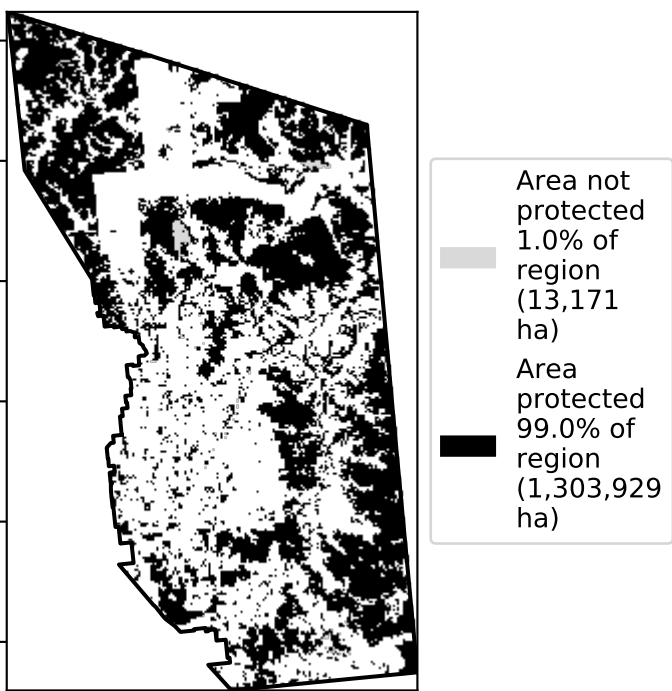 Area not
protected
1.0% of
region
(13,171
ha)
Area
protected
99.0% of
region
(1,303,929
ha)